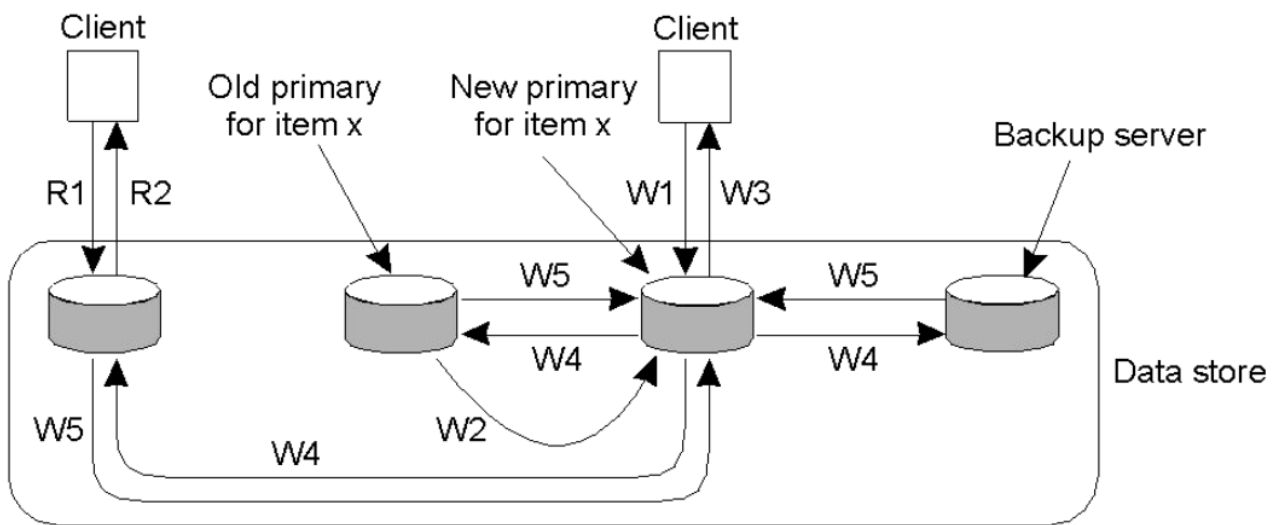 Client
Client
Old primary
for item x
New primary
for item x
Backup server
R1
R2
W1
W3
W5
W5
W4
W4
Data store
W5
W4
W2